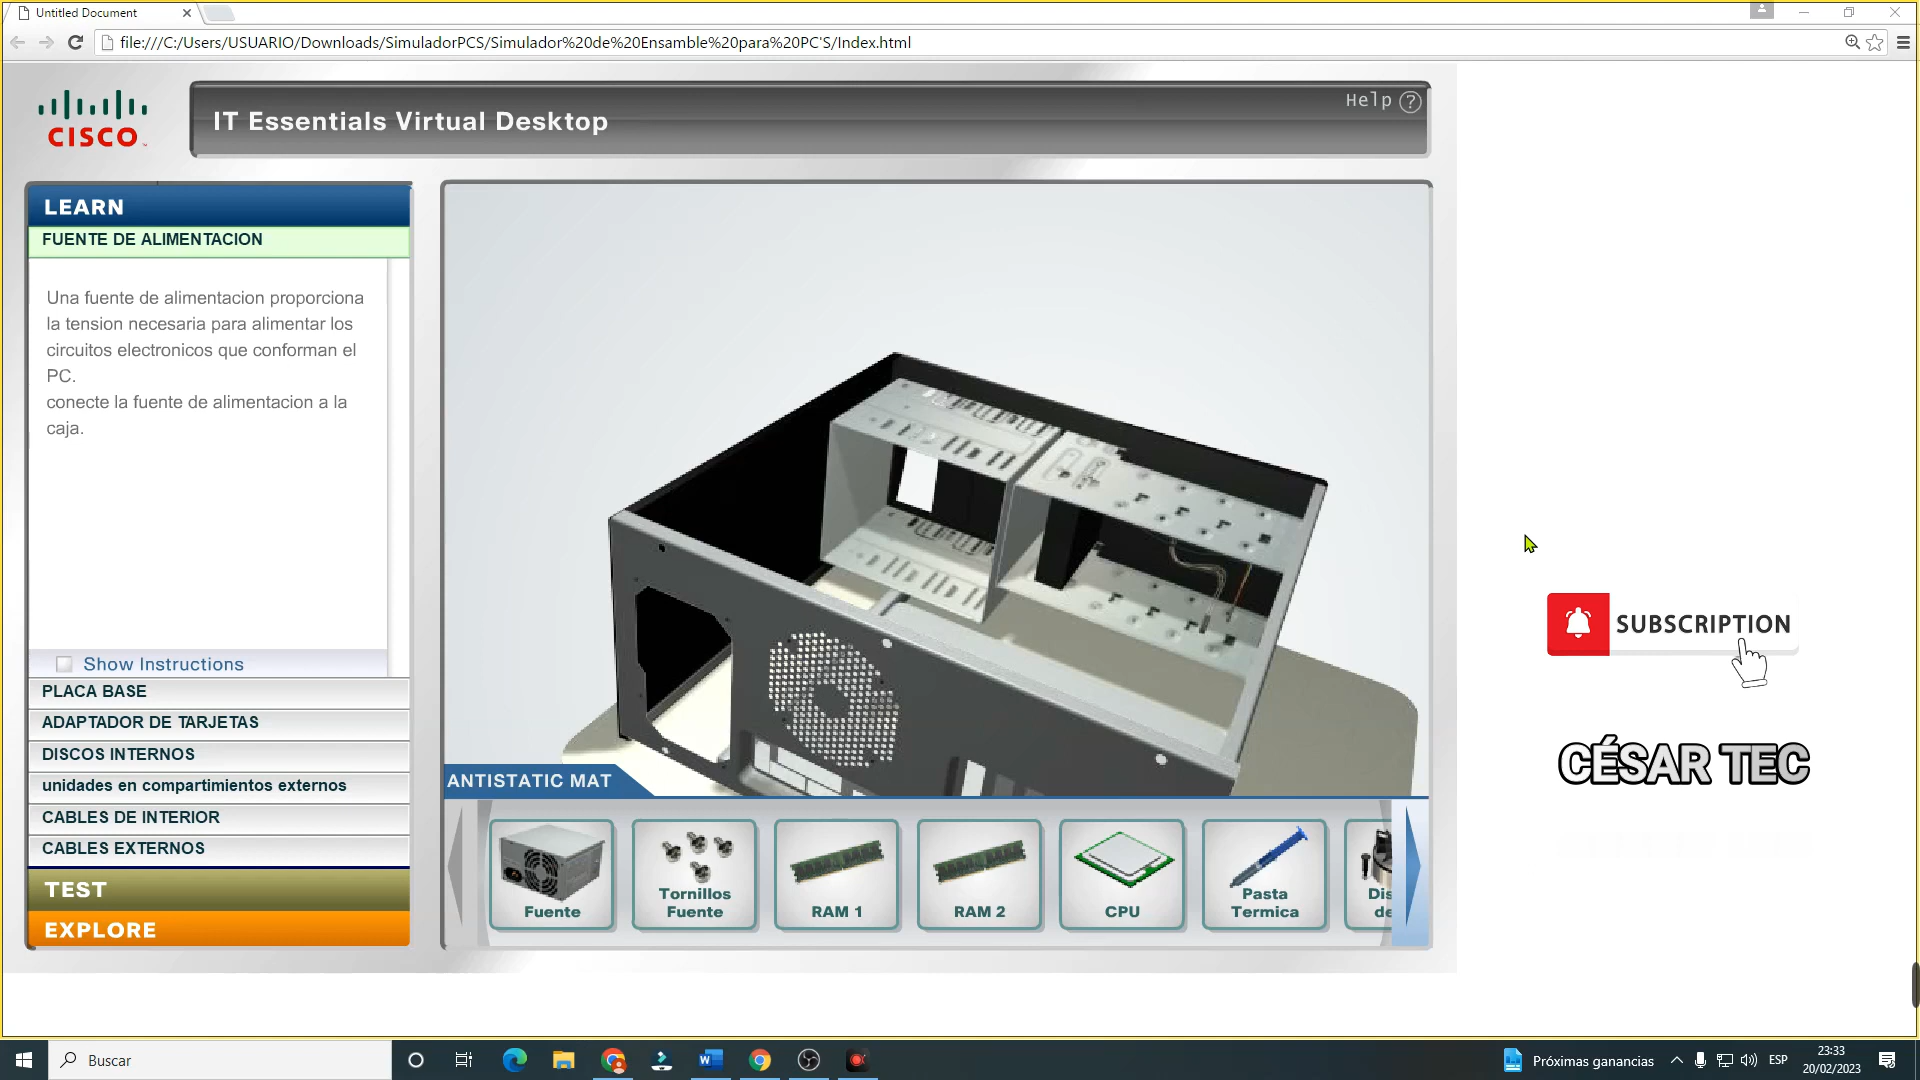 Untitled Document
file:///C:/Users/USUARIO/Downloads/SimuladorPCS/Simulador%20de%20Ensamble%20para%20PC'S/Index.html
CISCO
IT Essentials Virtual Desktop
Help ?
LEARN
FUENTE DE ALIMENTACION
Una fuente de alimentacion proporciona
la tension necesaria para alimentar los
circuitos electronicos que conforman el
PC.
conecte la fuente de alimentacion a la
caja.
Show Instructions
PLACA BASE
ADAPTADOR DE TARJETAS
DISCOS INTERNOS
unidades en compartimientos externos
CABLES DE INTERIOR
CABLES EXTERNOS
TEST
EXPLORE
ANTISTATIC MAT
Fuente
Tornillos
Fuente
RAM 1
RAM 2
CPU
Pasta
Termica
Dis
de
SUBSCRIPTION
CÉSAR TEC
Buscar
Próximas ganancias
ESP
23:33
20/02/2023